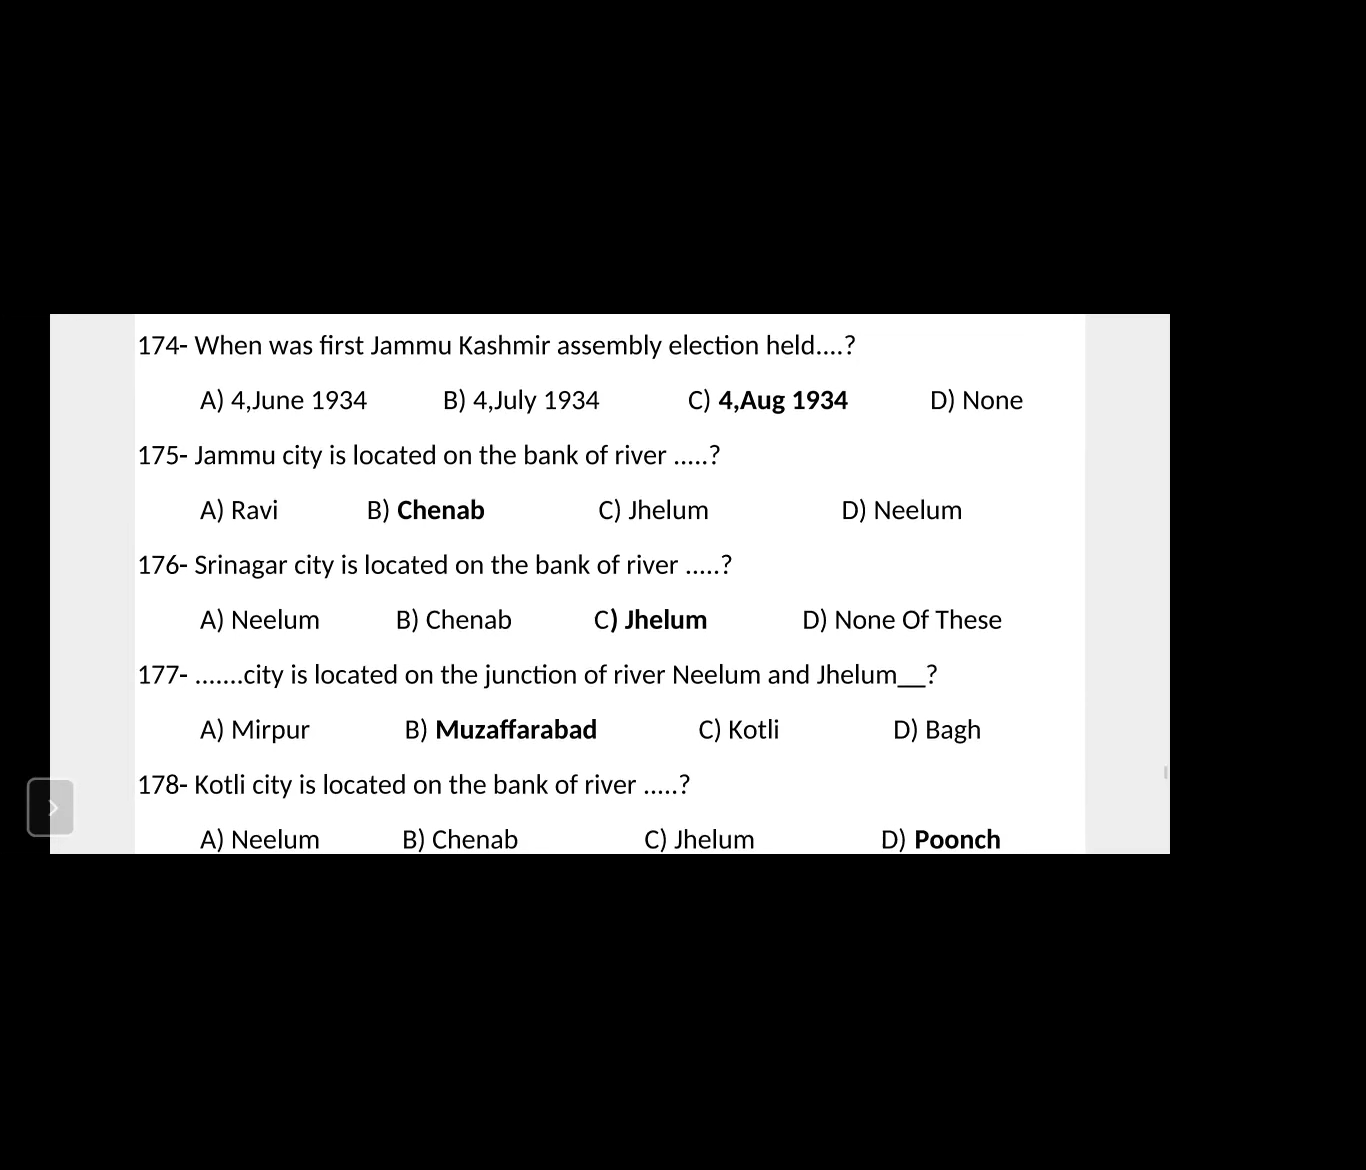 174- When was first Jammu Kashmir assembly election held....?
A) 4,June 1934 B) 4,July 1934 C) 4,Aug 1934 D) None
175- Jammu city is located on the bank of river .....?
A) Ravi B) Chenab C) Jhelum D) Neelum
176- Srinagar city is located on the bank of river .....?
A) Neelum B) Chenab C) Jhelum D) None Of These
177- .......city is located on the junction of river Neelum and Jhelum__?
A) Mirpur B) Muzaffarabad C) Kotli D) Bagh
178- Kotli city is located on the bank of river .....?
A) Neelum B) Chenab C) Jhelum D) Poonch